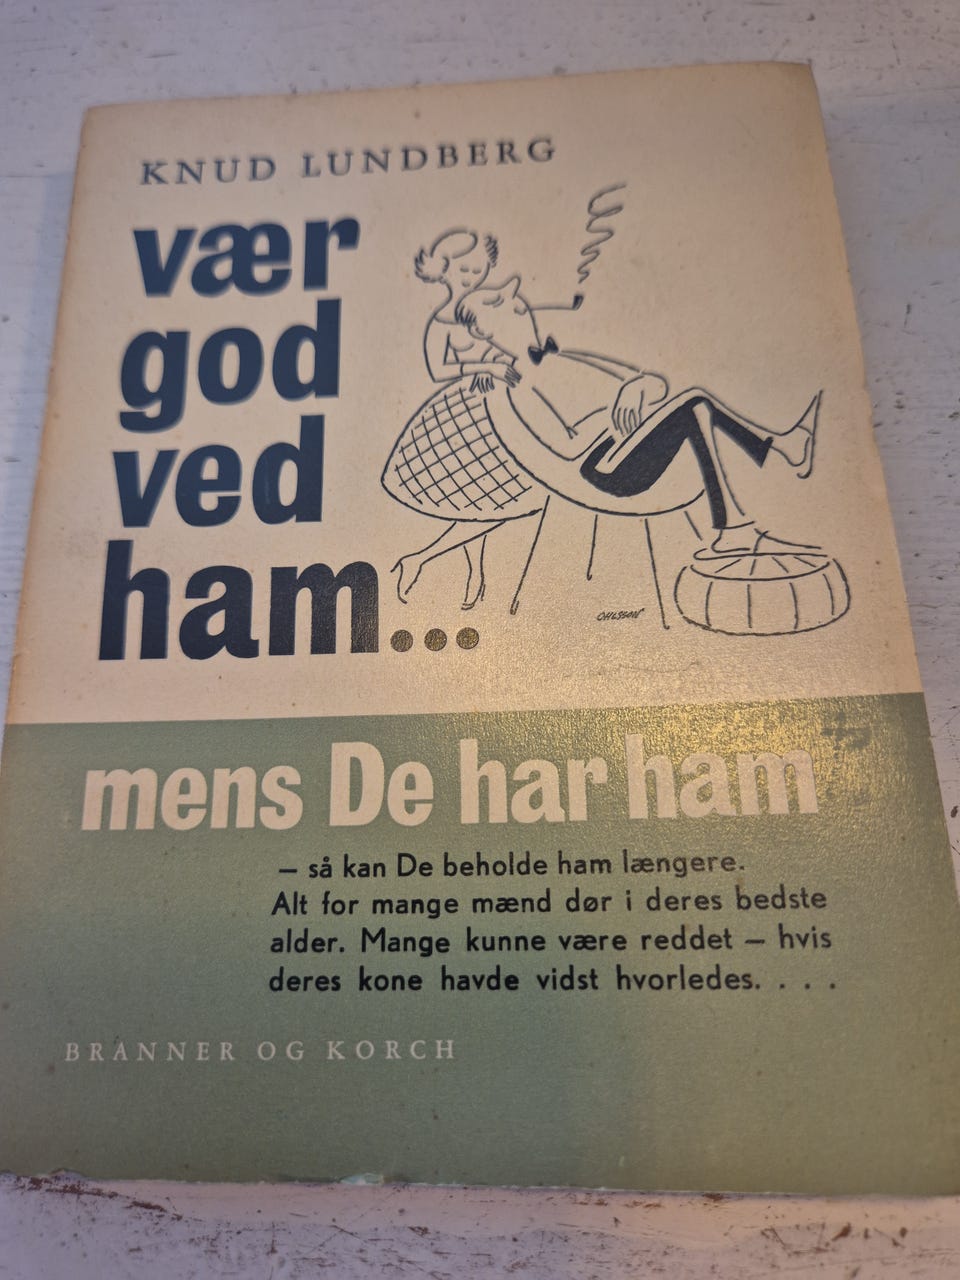 KNUD LUNDBERG
vær
god
ved
ham...
OHLSSON
mens De har ham
– så kan De beholde ham længere.
Alt for mange mænd dør i deres bedste
alder. Mange kunne være reddet – hvis
deres kone havde vidst hvorledes. . . .
BRANNER OG KORCH